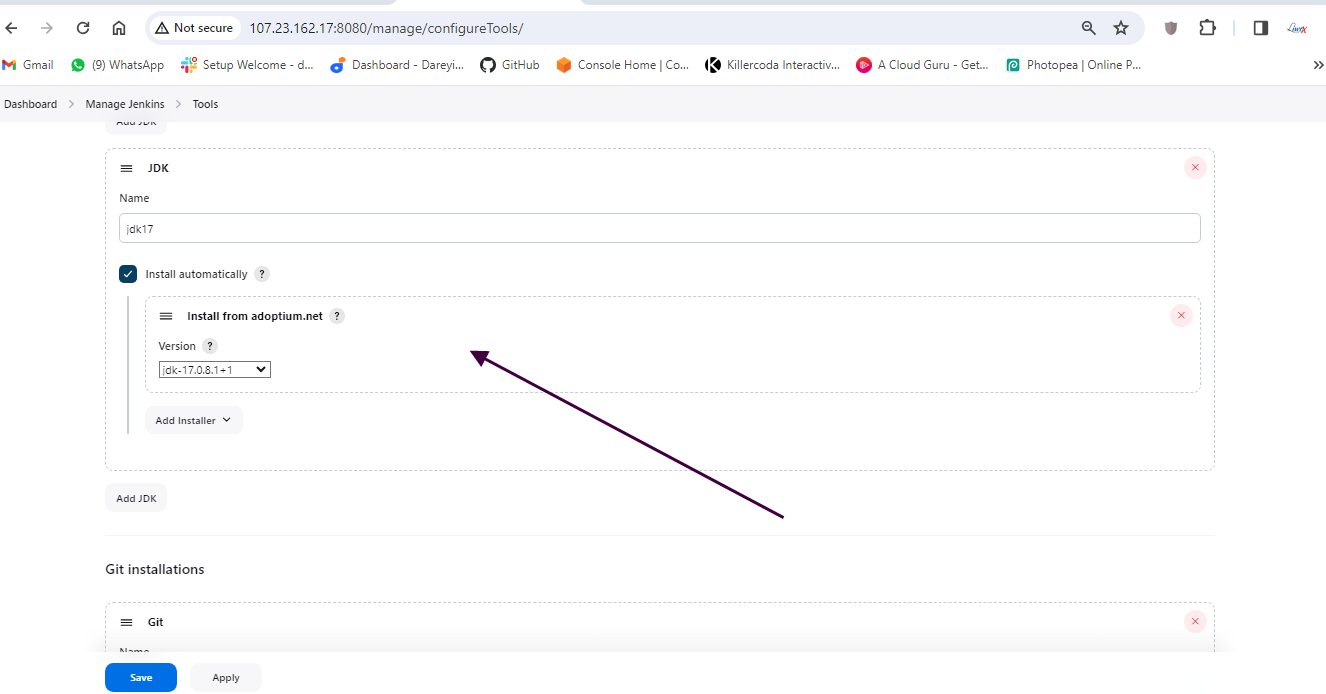 Not secure 107.23.162.17:8080/manage/configureTools/
Gmail (9) WhatsApp Setup Welcome - d... Dashboard - Dareyi... GitHub Console Home | Co... Killercoda Interactiv... A Cloud Guru - Get... Photopea | Online P... »
Dashboard > Manage Jenkins > Tools
Add JDK
JDK
Name
jdk17
Install automatically ?
Install from adoptium.net ?
Version ?
jdk-17.0.8.1+1
Add Installer
Add JDK
Git installations
Git
Name
Save Apply